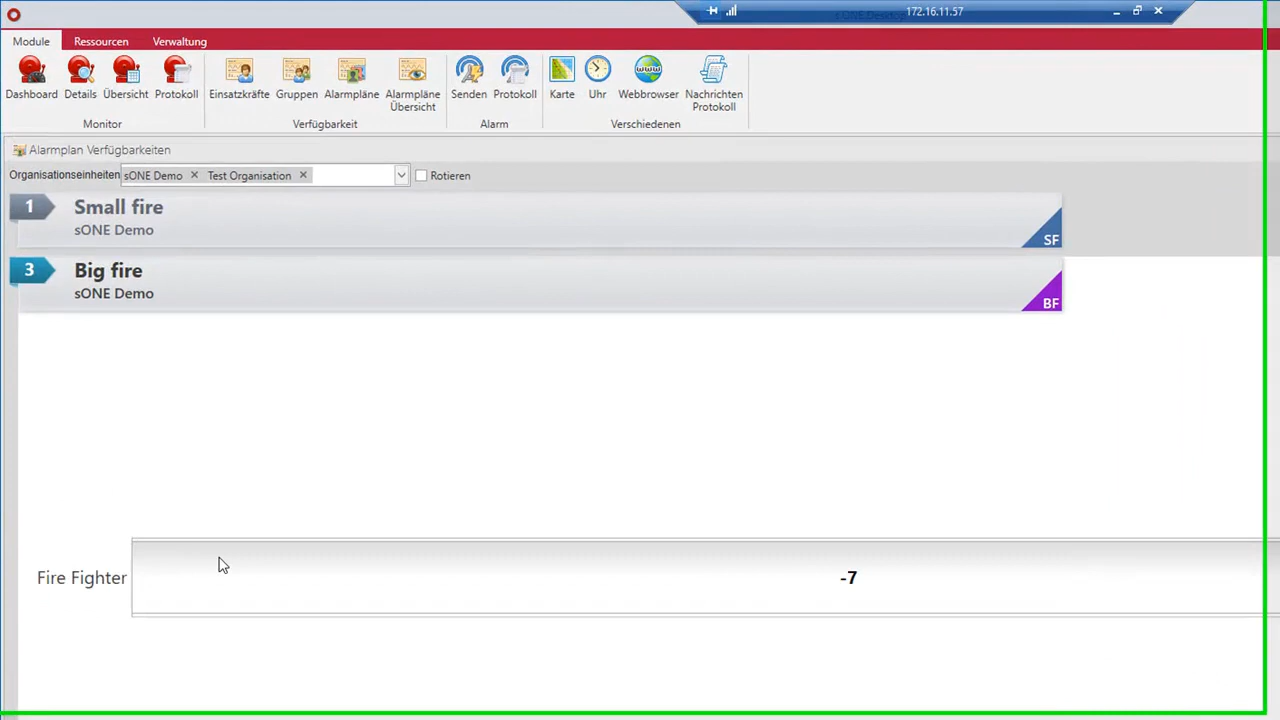 172.16.11.57
Module Ressourcen Verwaltung
Dashboard Details Übersicht Protokoll Einsatzkräfte Gruppen Alarmpläne Alarmpläne Übersicht Senden Protokoll Karte Uhr Webbrowser Nachrichten Protokoll
Monitor Verfügbarkeit Alarm Verschiedenen
Alarmplan Verfügbarkeiten
Organisationseinheiten sONE Demo Test Organisation Rotieren
1 Small fire
sONE Demo
SF
3 Big fire
sONE Demo
BF
Fire Fighter -7